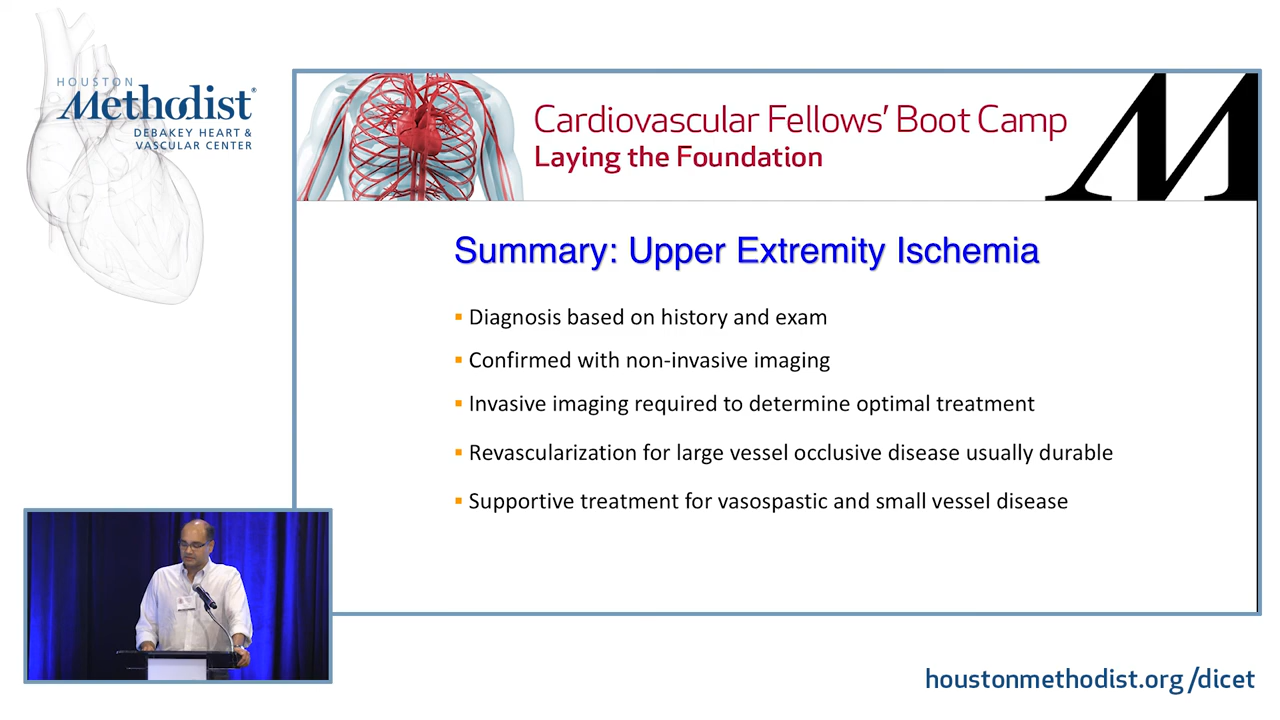 HOUSTON
Methodist®
DEBAKEY HEART &
VASCULAR CENTER
Cardiovascular Fellows’ Boot Camp
Laying the Foundation
M
Summary: Upper Extremity Ischemia
▪ Diagnosis based on history and exam
▪ Confirmed with non-invasive imaging
▪ Invasive imaging required to determine optimal treatment
▪ Revascularization for large vessel occlusive disease usually durable
▪ Supportive treatment for vasospastic and small vessel disease
houstonmethodist.org/dicet